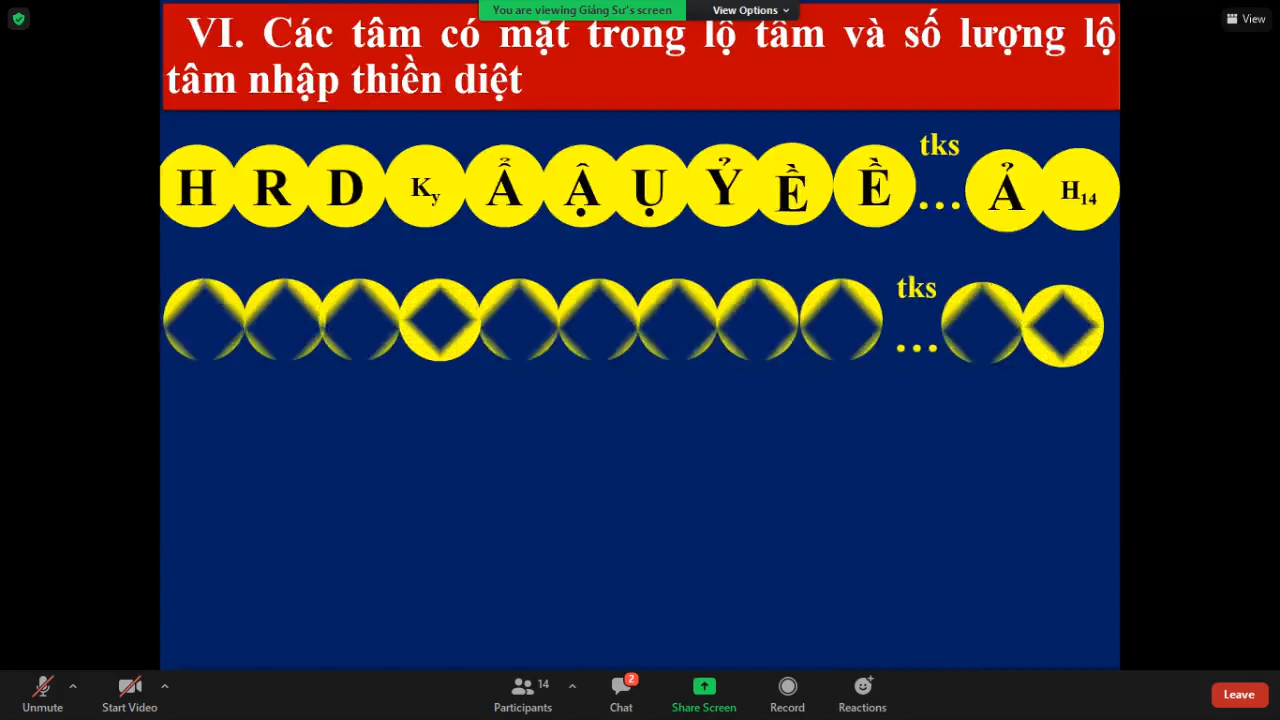 You are viewing Giảng Sư's screen
View Options
View
VI. Các tâm có mặt trong lộ tâm và số lượng lộ
tâm nhập thiền diệt
tks
H R D Ky Ẩ Ậ Ụ Ỷ Ề Ề ... Ả H14
tks
...
Unmute
Start Video
14
Participants
2
Chat
Share Screen
Record
Reactions
Leave